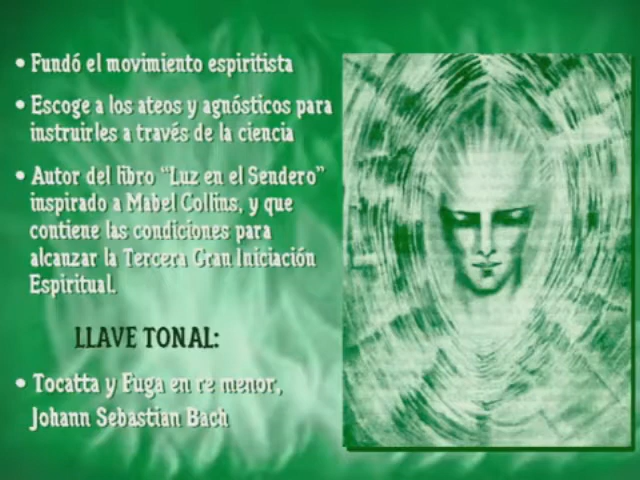 • Fundó el movimiento espiritista
• Escoge a los ateos y agnósticos para
instruirles a través de la ciencia
• Autor del libro “Luz en el Sendero”
inspirado a Mabel Collins, y que
contiene las condiciones para
alcanzar la Tercera Gran Iniciación
Espiritual.
LLAVE TONAL:
• Tocatta y Fuga en re menor,
Johann Sebastian Bach